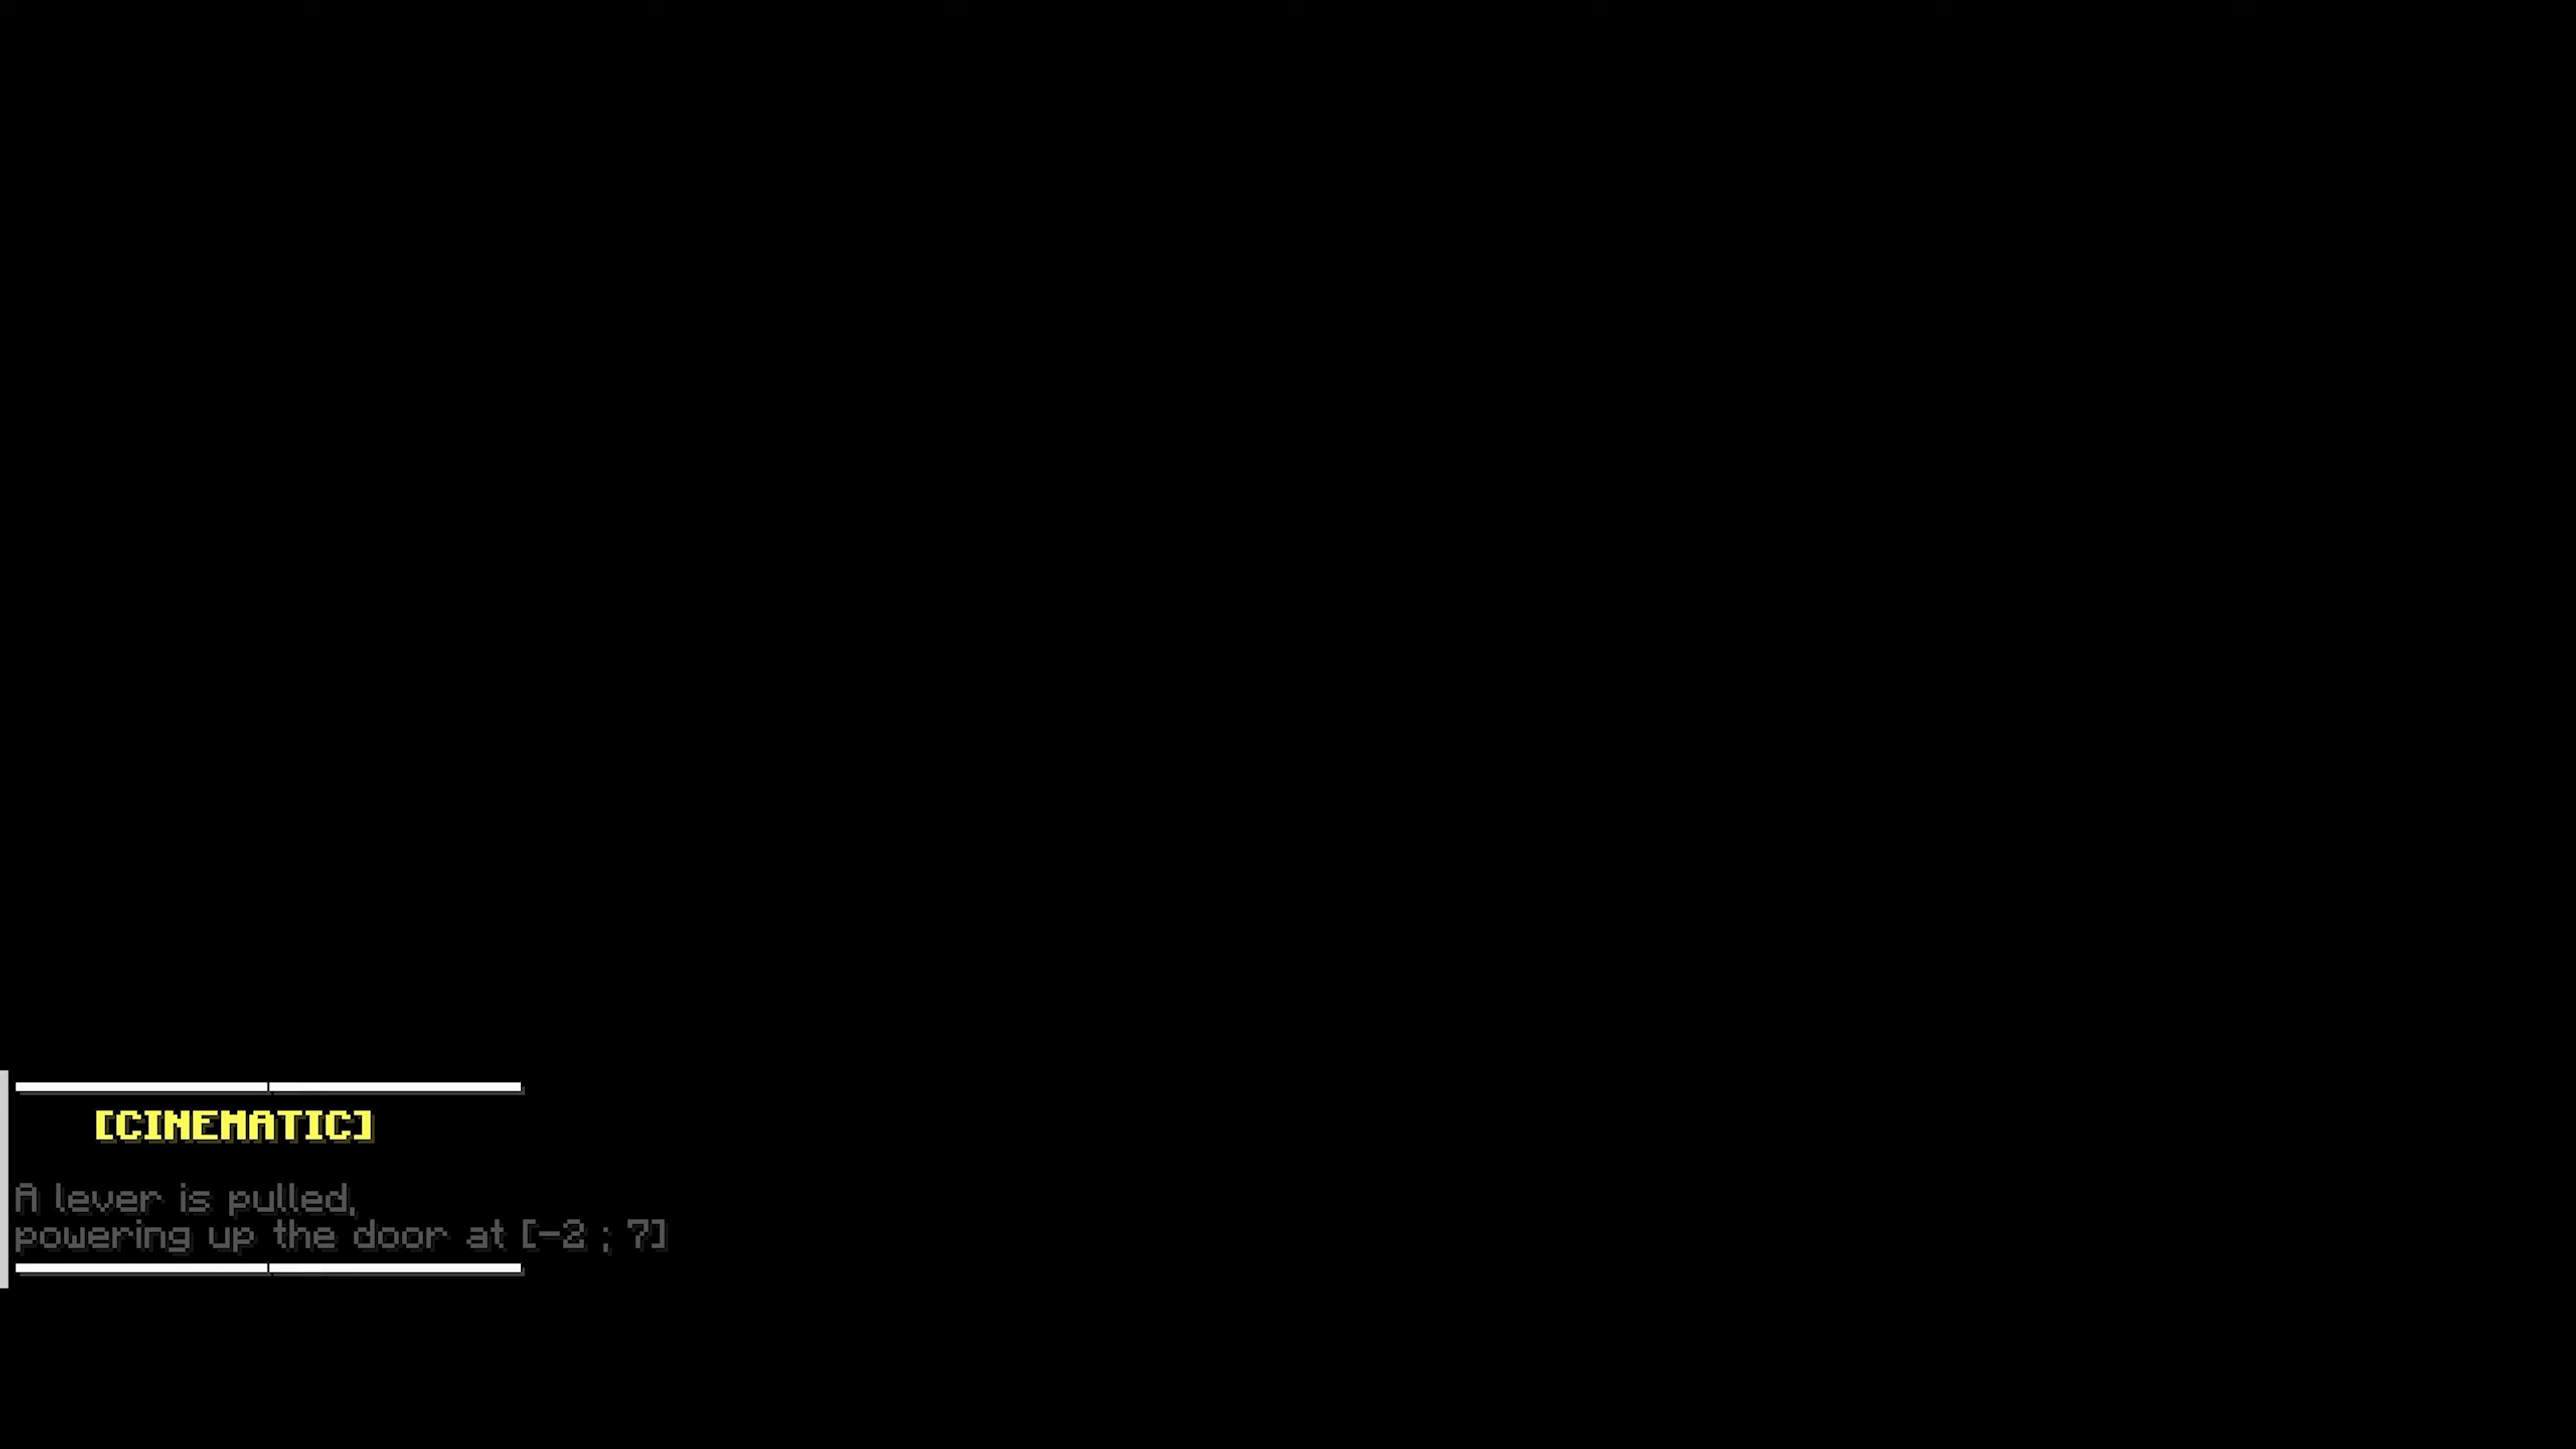 [CINEMATIC]
A lever is pulled,
powering up the door at [-2 ; 7]